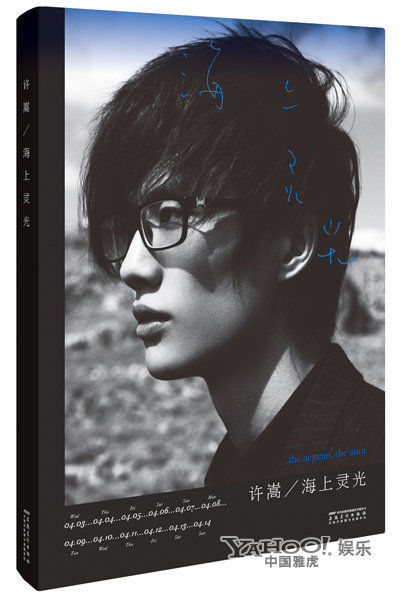 许嵩／海上灵光
海上灵光
the aegean, the aura
许嵩／海上灵光
Wed Thu Fri Sat Sun Mon
04.03...04.04...04.05...04.06...04.07...04.08...
04.09...04.10...04.11...04.12...04.13...04.14
Tue Wed Thu Fri Sat Sun
YAHOO! 娱乐
中国雅虎